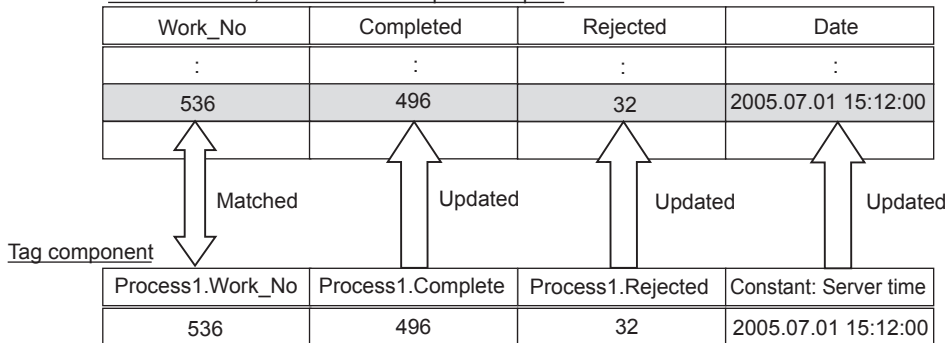 Work_No Completed Rejected Date
: : : :
536 496 32 2005.07.01 15:12:00
Matched Updated Updated Updated
Tag component
Process1.Work_No Process1.Complete Process1.Rejected Constant: Server time
536 496 32 2005.07.01 15:12:00